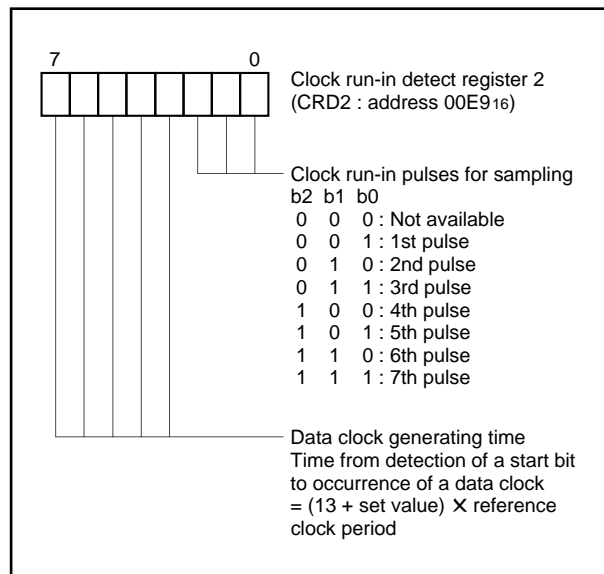 7 0
Clock run-in detect register 2
(CRD2 : address 00E916)
Clock run-in pulses for sampling
b2 b1 b0
0 0 0 : Not available
0 0 1 : 1st pulse
0 1 0 : 2nd pulse
0 1 1 : 3rd pulse
1 0 0 : 4th pulse
1 0 1 : 5th pulse
1 1 0 : 6th pulse
1 1 1 : 7th pulse
Data clock generating time
Time from detection of a start bit
to occurrence of a data clock
= (13 + set value) ✕ reference
clock period